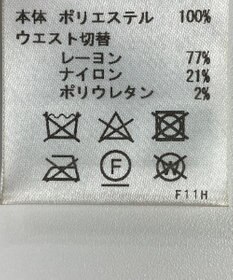 本体 ポリエステル 100%
ウエスト切替
レーヨン 77%
ナイロン 21%
ポリウレタン 2%
F W
F11H